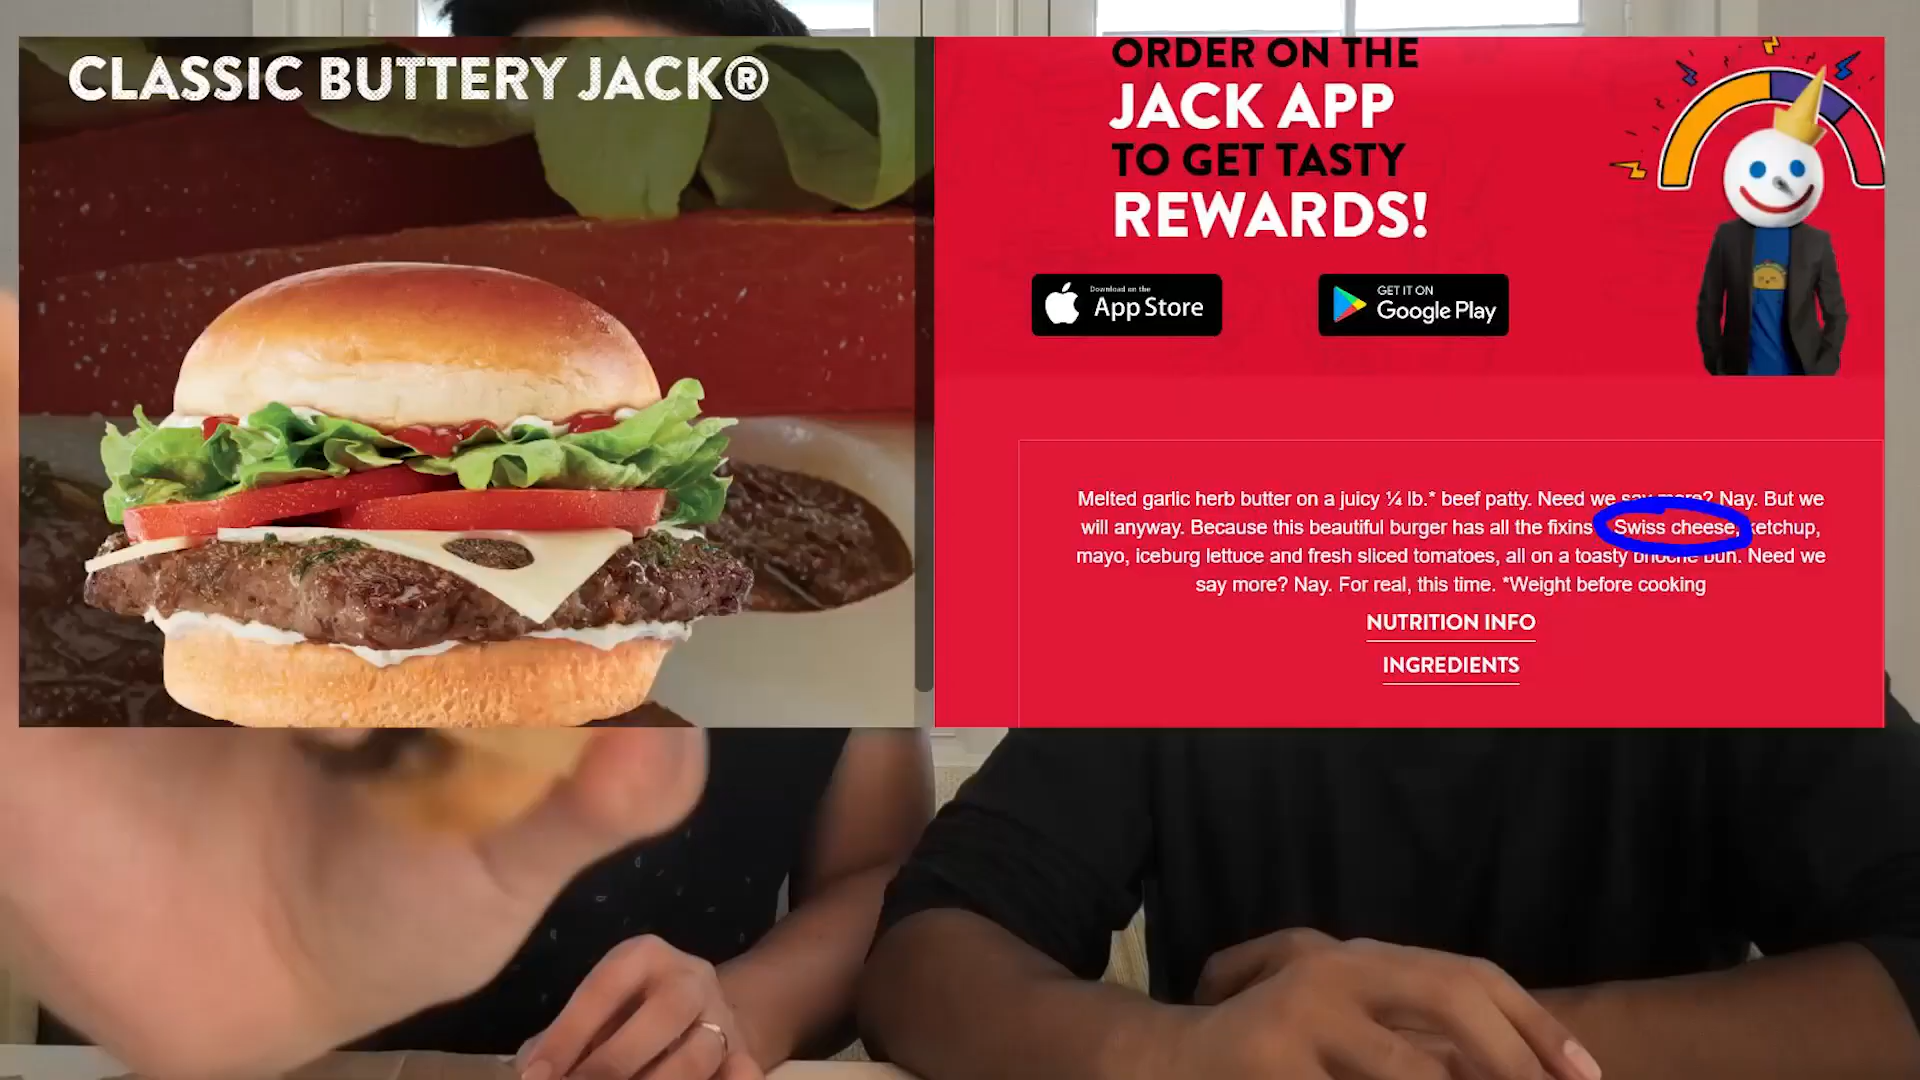 CLASSIC BUTTERY JACK®
ORDER ON THE
JACK APP
TO GET TASTY
REWARDS!
Download on the
App Store
GET IT ON
Google Play
Melted garlic herb butter on a juicy ¼ lb.* beef patty. Need we say more? Nay. But we
will anyway. Because this beautiful burger has all the fixins Swiss cheese, ketchup,
mayo, iceburg lettuce and fresh sliced tomatoes, all on a toasty brioche bun. Need we
say more? Nay. For real, this time. *Weight before cooking
NUTRITION INFO
INGREDIENTS